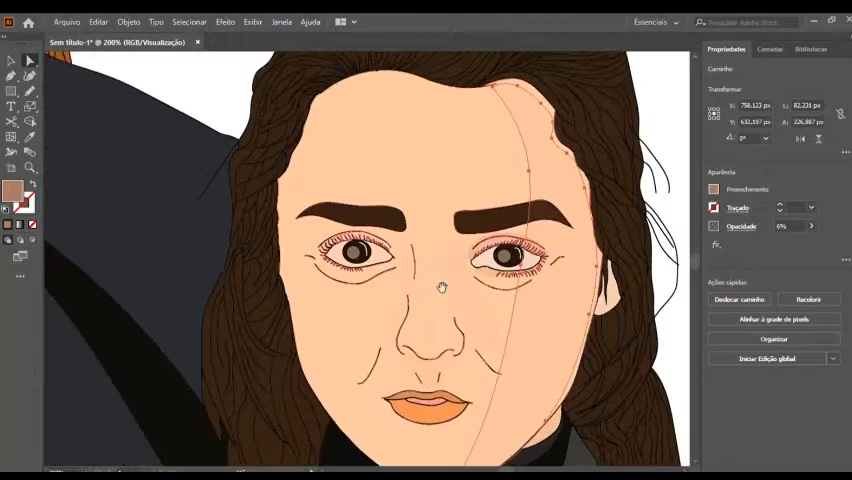 Ai Arquivo Editar Objeto Tipo Selecionar Efeito Exibir Janela Ajuda Essenciais Pesquisar Adobe Stock
Sem título-1* @ 200% (RGB/Visualização) ×
Propriedades Camadas Bibliotecas
Caminho
Transformar
X: 758,123 px L: 82,231 px
Y: 632,197 px A: 226,887 px
0°
Aparência
Preenchimento
Traçado
Opacidade 6%
fx.
Ações rápidas:
Deslocar caminho Recolorir
Alinhar à grade de pixels
Organizar
Iniciar Edição global